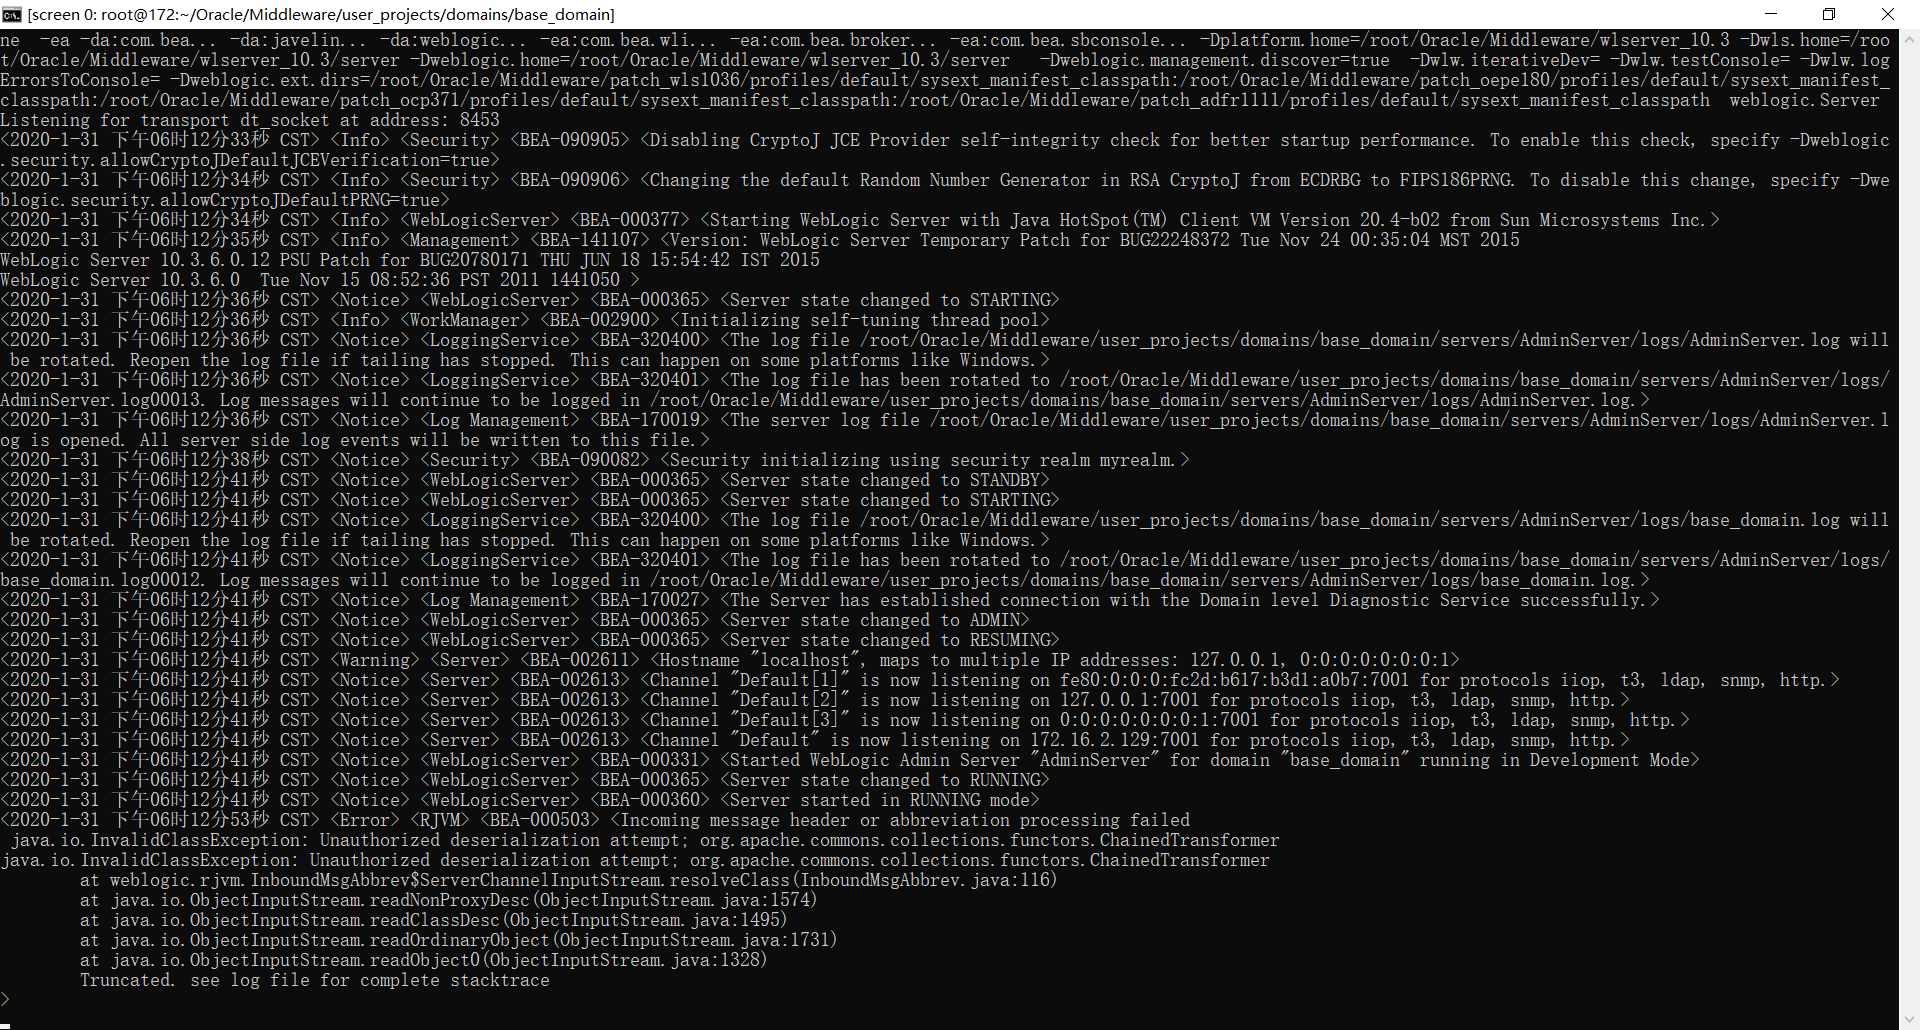 [screen 0: root@172:~/Oracle/Middleware/user_projects/domains/base_domain]
ne  -ea -da:com.bea... -da:javelin... -da:weblogic... -ea:com.bea.wli... -ea:com.bea.broker... -ea:com.bea.sbconsole... -Dplatform.home=/root/Oracle/Middleware/wlserver_10.3 -Dwls.home=/roo
t/Oracle/Middleware/wlserver_10.3/server -Dweblogic.home=/root/Oracle/Middleware/wlserver_10.3/server   -Dweblogic.management.discover=true  -Dwlw.iterativeDev= -Dwlw.testConsole= -Dwlw.log
ErrorsToConsole= -Dweblogic.ext.dirs=/root/Oracle/Middleware/patch_wls1036/profiles/default/sysext_manifest_classpath:/root/Oracle/Middleware/patch_oepe180/profiles/default/sysext_manifest_
classpath:/root/Oracle/Middleware/patch_ocp371/profiles/default/sysext_manifest_classpath:/root/Oracle/Middleware/patch_adfr1111/profiles/default/sysext_manifest_classpath  weblogic.Server
Listening for transport dt_socket at address: 8453
<2020-1-31 下午06时12分33秒 CST> <Info> <Security> <BEA-090905> <Disabling CryptoJ JCE Provider self-integrity check for better startup performance. To enable this check, specify -Dweblogic
.security.allowCryptoJDefaultJCEVerification=true>
<2020-1-31 下午06时12分34秒 CST> <Info> <Security> <BEA-090906> <Changing the default Random Number Generator in RSA CryptoJ from ECDRBG to FIPS186PRNG. To disable this change, specify -Dwe
blogic.security.allowCryptoJDefaultPRNG=true>
<2020-1-31 下午06时12分34秒 CST> <Info> <WebLogicServer> <BEA-000377> <Starting WebLogic Server with Java HotSpot(TM) Client VM Version 20.4-b02 from Sun Microsystems Inc.>
<2020-1-31 下午06时12分35秒 CST> <Info> <Management> <BEA-141107> <Version: WebLogic Server Temporary Patch for BUG22248372 Tue Nov 24 00:35:04 MST 2015
WebLogic Server 10.3.6.0.12 PSU Patch for BUG20780171 THU JUN 18 15:54:42 IST 2015
WebLogic Server 10.3.6.0  Tue Nov 15 08:52:36 PST 2011 1441050 >
<2020-1-31 下午06时12分36秒 CST> <Notice> <WebLogicServer> <BEA-000365> <Server state changed to STARTING>
<2020-1-31 下午06时12分36秒 CST> <Info> <WorkManager> <BEA-002900> <Initializing self-tuning thread pool>
<2020-1-31 下午06时12分36秒 CST> <Notice> <LoggingService> <BEA-320400> <The log file /root/Oracle/Middleware/user_projects/domains/base_domain/servers/AdminServer/logs/AdminServer.log will
 be rotated. Reopen the log file if tailing has stopped. This can happen on some platforms like Windows.>
<2020-1-31 下午06时12分36秒 CST> <Notice> <LoggingService> <BEA-320401> <The log file has been rotated to /root/Oracle/Middleware/user_projects/domains/base_domain/servers/AdminServer/logs/
AdminServer.log00013. Log messages will continue to be logged in /root/Oracle/Middleware/user_projects/domains/base_domain/servers/AdminServer/logs/AdminServer.log.>
<2020-1-31 下午06时12分36秒 CST> <Notice> <Log Management> <BEA-170019> <The server log file /root/Oracle/Middleware/user_projects/domains/base_domain/servers/AdminServer/logs/AdminServer.l
og is opened. All server side log events will be written to this file.>
<2020-1-31 下午06时12分38秒 CST> <Notice> <Security> <BEA-090082> <Security initializing using security realm myrealm.>
<2020-1-31 下午06时12分41秒 CST> <Notice> <WebLogicServer> <BEA-000365> <Server state changed to STANDBY>
<2020-1-31 下午06时12分41秒 CST> <Notice> <WebLogicServer> <BEA-000365> <Server state changed to STARTING>
<2020-1-31 下午06时12分41秒 CST> <Notice> <LoggingService> <BEA-320400> <The log file /root/Oracle/Middleware/user_projects/domains/base_domain/servers/AdminServer/logs/base_domain.log will
 be rotated. Reopen the log file if tailing has stopped. This can happen on some platforms like Windows.>
<2020-1-31 下午06时12分41秒 CST> <Notice> <LoggingService> <BEA-320401> <The log file has been rotated to /root/Oracle/Middleware/user_projects/domains/base_domain/servers/AdminServer/logs/
base_domain.log00012. Log messages will continue to be logged in /root/Oracle/Middleware/user_projects/domains/base_domain/servers/AdminServer/logs/base_domain.log.>
<2020-1-31 下午06时12分41秒 CST> <Notice> <Log Management> <BEA-170027> <The Server has established connection with the Domain level Diagnostic Service successfully.>
<2020-1-31 下午06时12分41秒 CST> <Notice> <WebLogicServer> <BEA-000365> <Server state changed to ADMIN>
<2020-1-31 下午06时12分41秒 CST> <Notice> <WebLogicServer> <BEA-000365> <Server state changed to RESUMING>
<2020-1-31 下午06时12分41秒 CST> <Warning> <Server> <BEA-002611> <Hostname "localhost", maps to multiple IP addresses: 127.0.0.1, 0:0:0:0:0:0:0:1>
<2020-1-31 下午06时12分41秒 CST> <Notice> <Server> <BEA-002613> <Channel "Default[1]" is now listening on fe80:0:0:0:fc2d:b617:b3d1:a0b7:7001 for protocols iiop, t3, ldap, snmp, http.>
<2020-1-31 下午06时12分41秒 CST> <Notice> <Server> <BEA-002613> <Channel "Default[2]" is now listening on 127.0.0.1:7001 for protocols iiop, t3, ldap, snmp, http.>
<2020-1-31 下午06时12分41秒 CST> <Notice> <Server> <BEA-002613> <Channel "Default[3]" is now listening on 0:0:0:0:0:0:0:1:7001 for protocols iiop, t3, ldap, snmp, http.>
<2020-1-31 下午06时12分41秒 CST> <Notice> <Server> <BEA-002613> <Channel "Default" is now listening on 172.16.2.129:7001 for protocols iiop, t3, ldap, snmp, http.>
<2020-1-31 下午06时12分41秒 CST> <Notice> <WebLogicServer> <BEA-000331> <Started WebLogic Admin Server "AdminServer" for domain "base_domain" running in Development Mode>
<2020-1-31 下午06时12分41秒 CST> <Notice> <WebLogicServer> <BEA-000365> <Server state changed to RUNNING>
<2020-1-31 下午06时12分41秒 CST> <Notice> <WebLogicServer> <BEA-000360> <Server started in RUNNING mode>
<2020-1-31 下午06时12分53秒 CST> <Error> <RJVM> <BEA-000503> <Incoming message header or abbreviation processing failed
 java.io.InvalidClassException: Unauthorized deserialization attempt; org.apache.commons.collections.functors.ChainedTransformer
java.io.InvalidClassException: Unauthorized deserialization attempt; org.apache.commons.collections.functors.ChainedTransformer
        at weblogic.rjvm.InboundMsgAbbrev$ServerChannelInputStream.resolveClass(InboundMsgAbbrev.java:116)
        at java.io.ObjectInputStream.readNonProxyDesc(ObjectInputStream.java:1574)
        at java.io.ObjectInputStream.readClassDesc(ObjectInputStream.java:1495)
        at java.io.ObjectInputStream.readOrdinaryObject(ObjectInputStream.java:1731)
        at java.io.ObjectInputStream.readObject0(ObjectInputStream.java:1328)
        Truncated. see log file for complete stacktrace
>